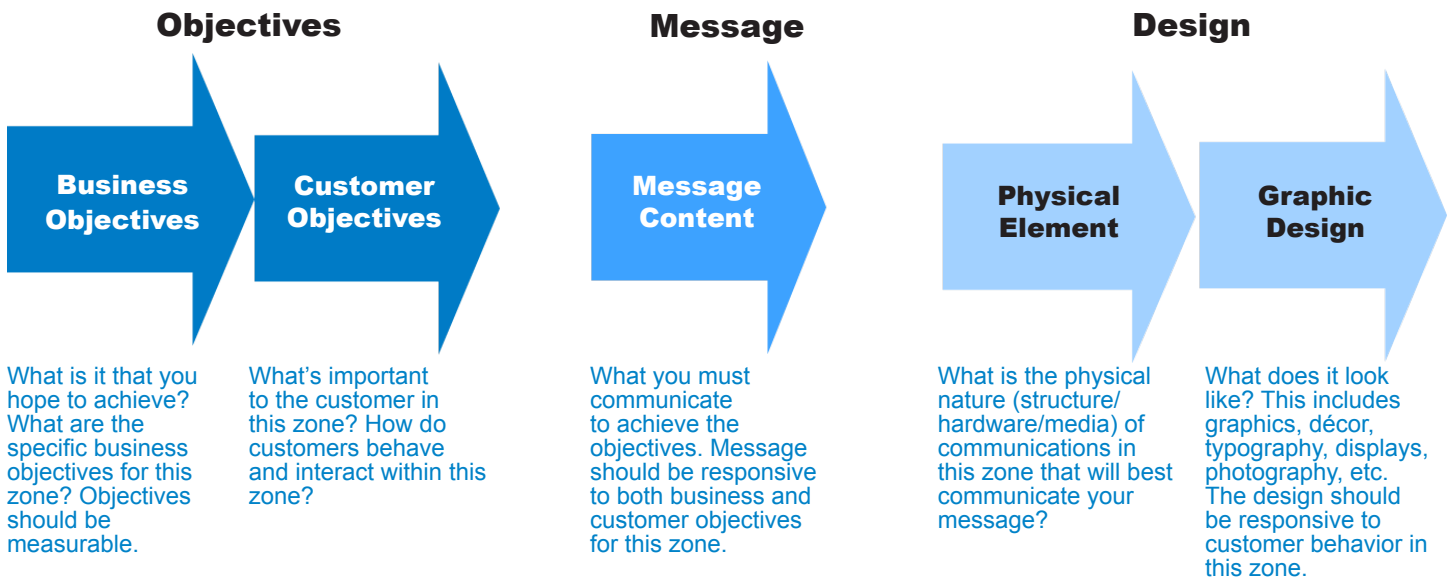 Objectives
Message
Design
Business
Objectives
Customer
Objectives
Message
Content
Physical
Element
Graphic
Design
What is it that you
hope to achieve?
What are the
specific business
objectives for this
zone? Objectives
should be
measurable.
What's important
to the customer in
this zone? How do
customers behave
and interact within this
zone?
What you must
communicate
to achieve the
objectives. Message
should be responsive
to both business and
customer objectives
for this zone.
What is the physical
nature (structure/
hardware/media) of
communications in
this zone that will best
communicate your
message?
What does it look
like? This includes
graphics, décor,
typography, displays,
photography, etc.
The design should
be responsive to
customer behavior in
this zone.